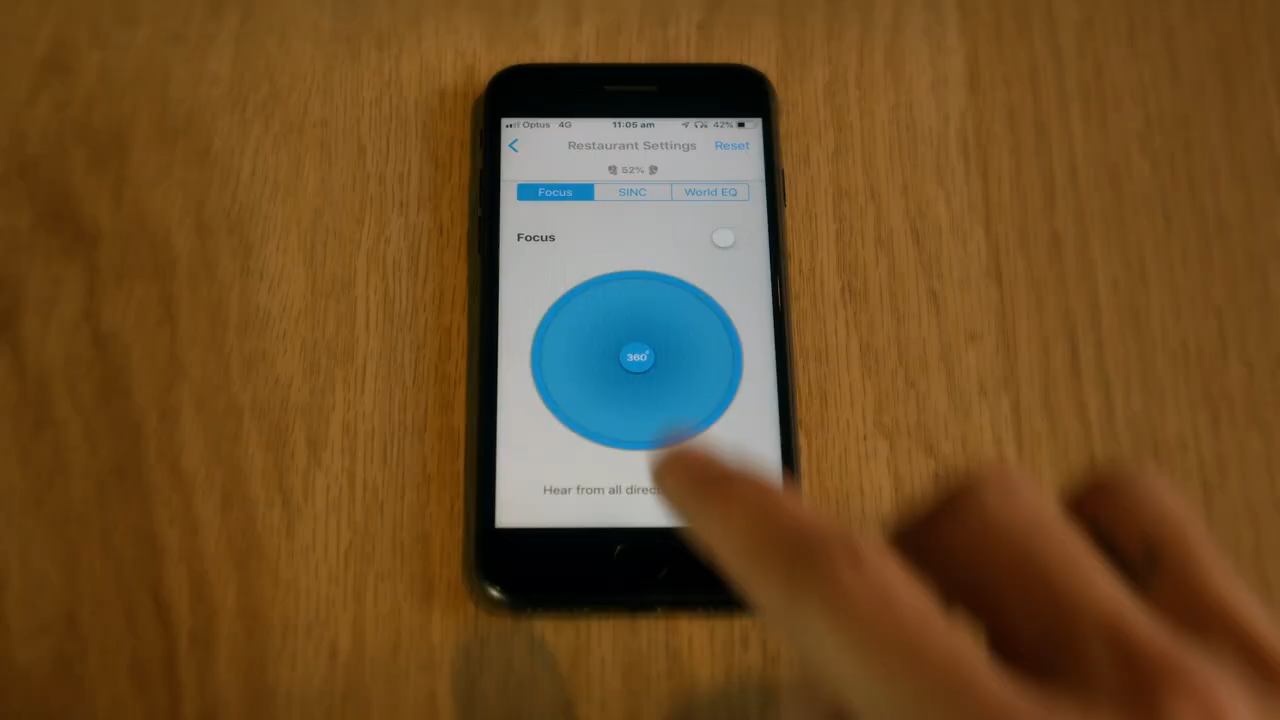 Optus 4G 11:05 am 42%
Restaurant Settings Reset
52%
Focus SINC World EQ
Focus
360°
Hear from all direc